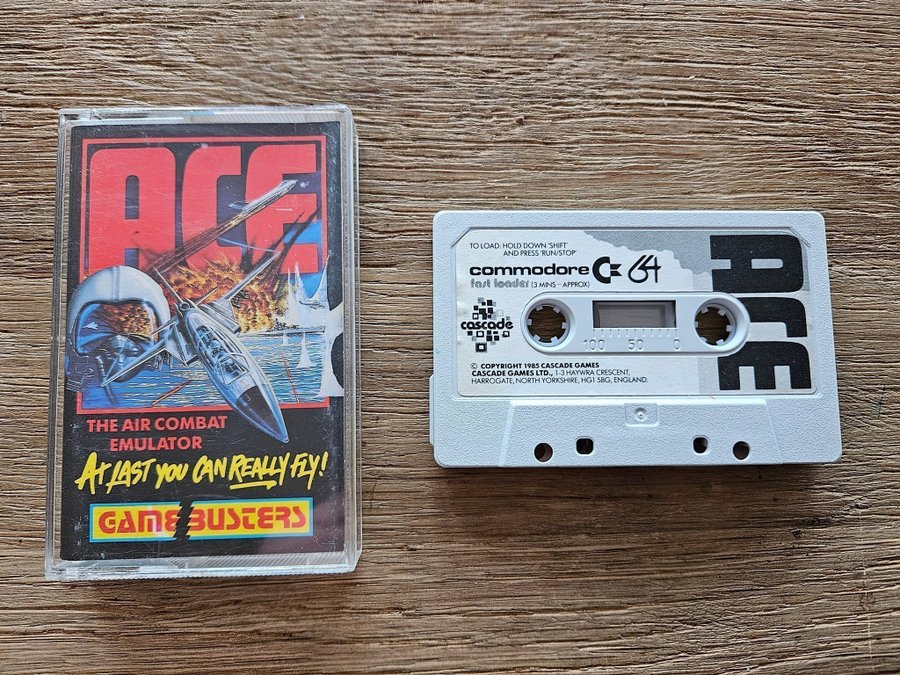 ACE
THE AIR COMBAT
EMULATOR
AT LAST YOU CAN REALLY FLY!
GAME BUSTERS
TO LOAD: HOLD DOWN 'SHIFT'
AND PRESS 'RUN/STOP'
commodore C= 64
fast loader (3 MINS - APPROX)
cascade
100 50 0
© COPYRIGHT 1985 CASCADE GAMES
CASCADE GAMES LTD., 1-3 HAYWRA CRESCENT,
HARROGATE, NORTH YORKSHIRE, HG1 5BG, ENGLAND.
ACE